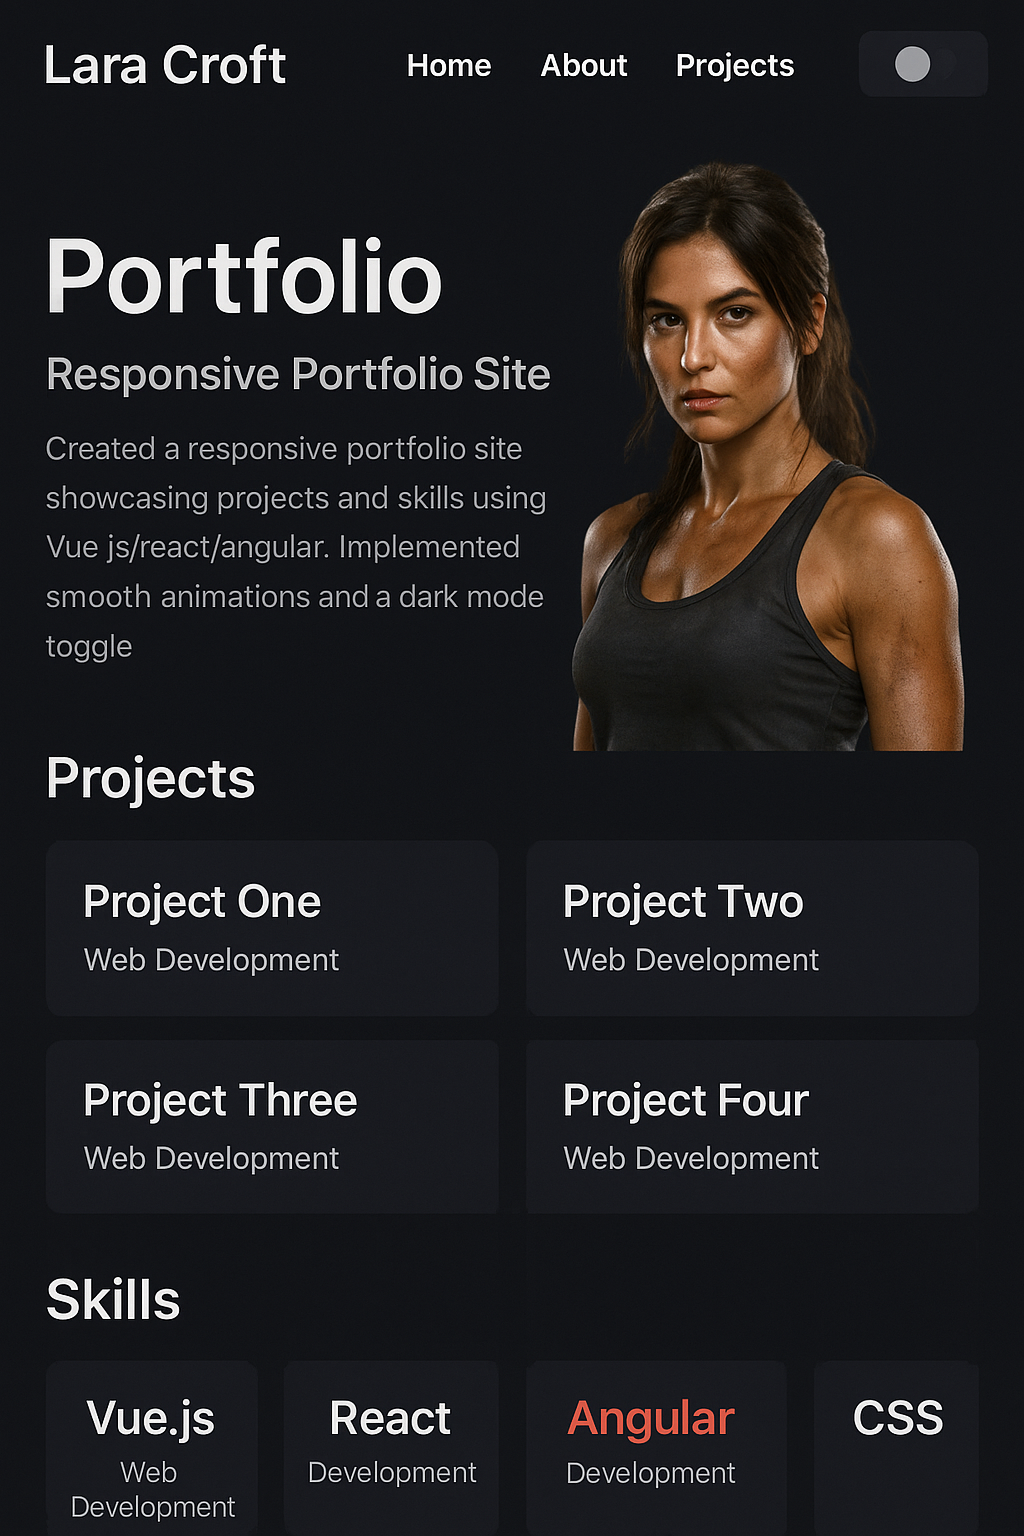 Lara Croft
Home About Projects
Portfolio
Responsive Portfolio Site
Created a responsive portfolio site
showcasing projects and skills using
Vue js/react/angular. Implemented
smooth animations and a dark mode
toggle
Projects
Project One
Web Development
Project Two
Web Development
Project Three
Web Development
Project Four
Web Development
Skills
Vue.js
Web
Development
React
Development
Angular
Development
CSS